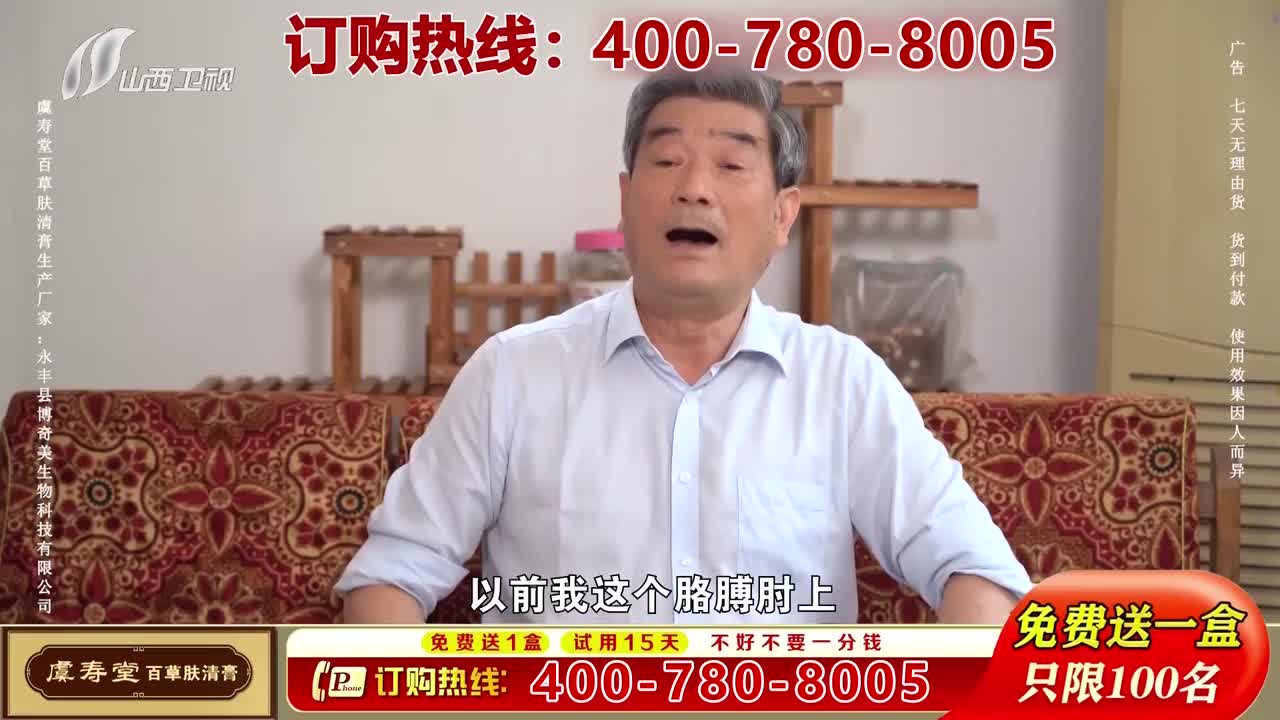 订购热线：400-780-8005
山西卫视
虞寿堂百草肤清膏生产厂家：永丰县博奇美生物科技有限公司
广告 七天无理由货 货到付款 使用效果因人而异
以前我这个胳膊肘上
免费送1盒 试用15天 不好不要一分钱
虞寿堂百草肤清膏
Phone 订购热线：400-780-8005
免费送一盒
只限100名